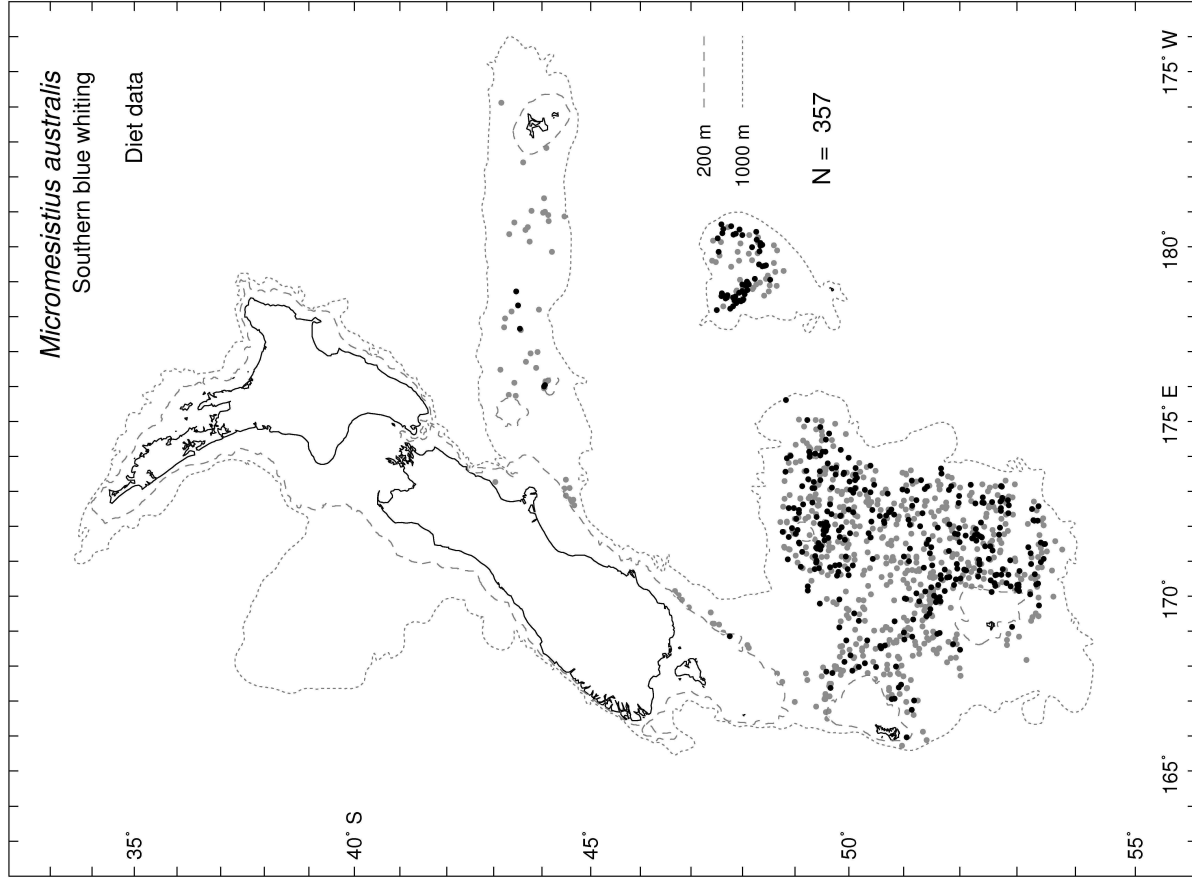 Micromesistius australis
Southern blue whiting
Diet data
200 m
1000 m
N = 357
35°
40° S
45°
50°
55°
165°
170°
175° E
180°
175° W